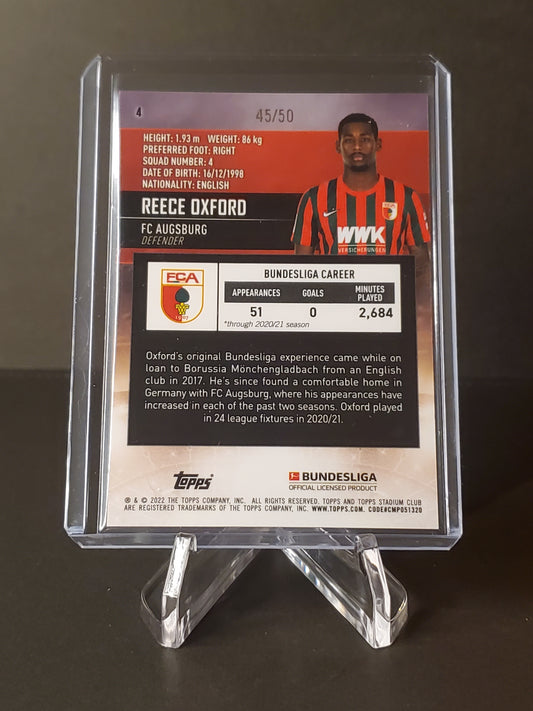 4
45/50
HEIGHT: 1.93 m WEIGHT: 86 kg
PREFERRED FOOT: RIGHT
SQUAD NUMBER: 4
DATE OF BIRTH: 16/12/1998
NATIONALITY: ENGLISH
REECE OXFORD
FC AUGSBURG
DEFENDER
WWK
VERSICHERUNGEN
FCA
1907
BUNDESLIGA CAREER
APPEARANCES GOALS MINUTES PLAYED
51 0 2,684
*through 2020/21 season
Oxford's original Bundesliga experience came while on
loan to Borussia Mönchengladbach from an English
club in 2017. He's since found a comfortable home in
Germany with FC Augsburg, where his appearances have
increased in each of the past two seasons. Oxford played
in 24 league fixtures in 2020/21.
Topps
BUNDESLIGA
OFFICIAL LICENSED PRODUCT
® & © 2022 THE TOPPS COMPANY, INC. ALL RIGHTS RESERVED. TOPPS AND TOPPS STADIUM CLUB
ARE REGISTERED TRADEMARKS OF THE TOPPS COMPANY, INC. WWW.TOPPS.COM. CODE#CMP051320